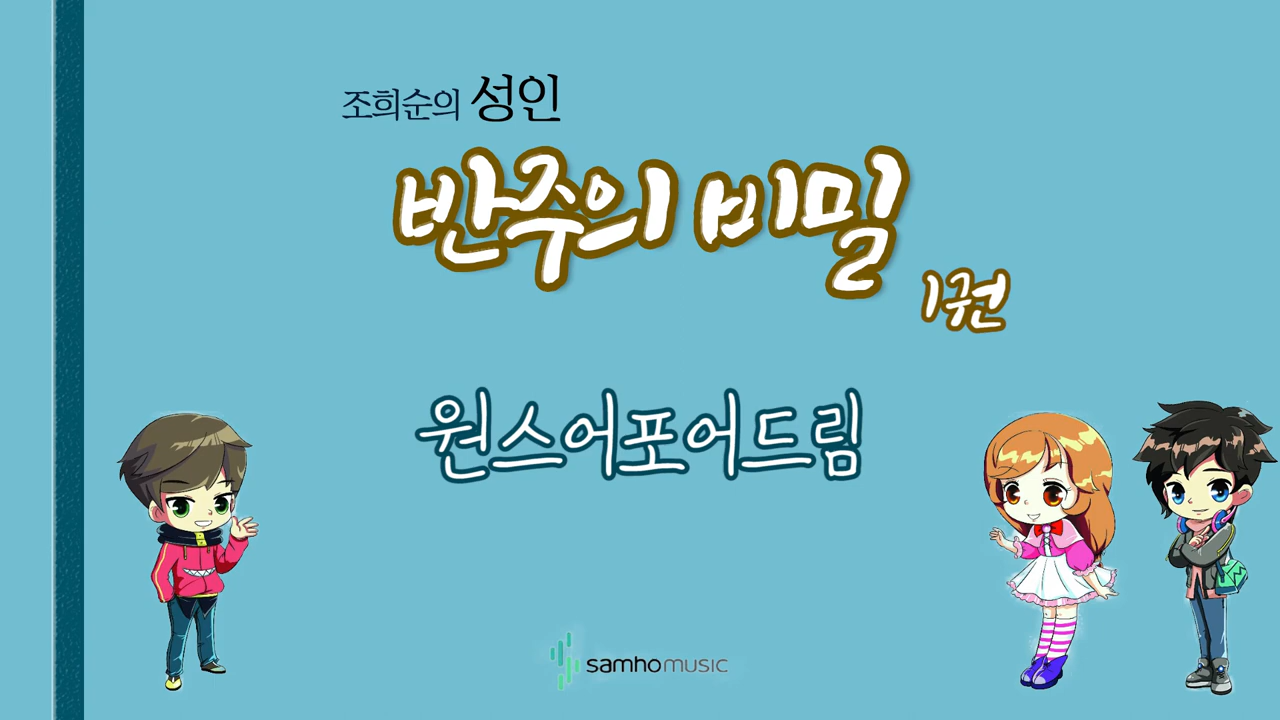 조희순의 성인
반주의 비밀
1권
원스어포어드림
samhomusic